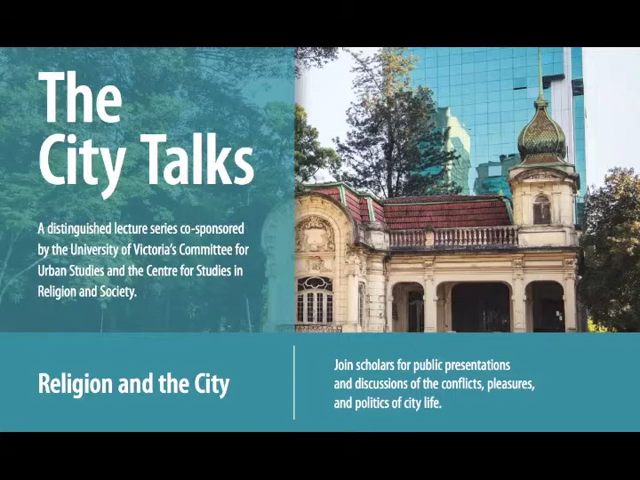 The
City Talks
A distinguished lecture series co-sponsored
by the University of Victoria's Committee for
Urban Studies and the Centre for Studies in
Religion and Society.
Religion and the City
Join scholars for public presentations
and discussions of the conflicts, pleasures,
and politics of city life.